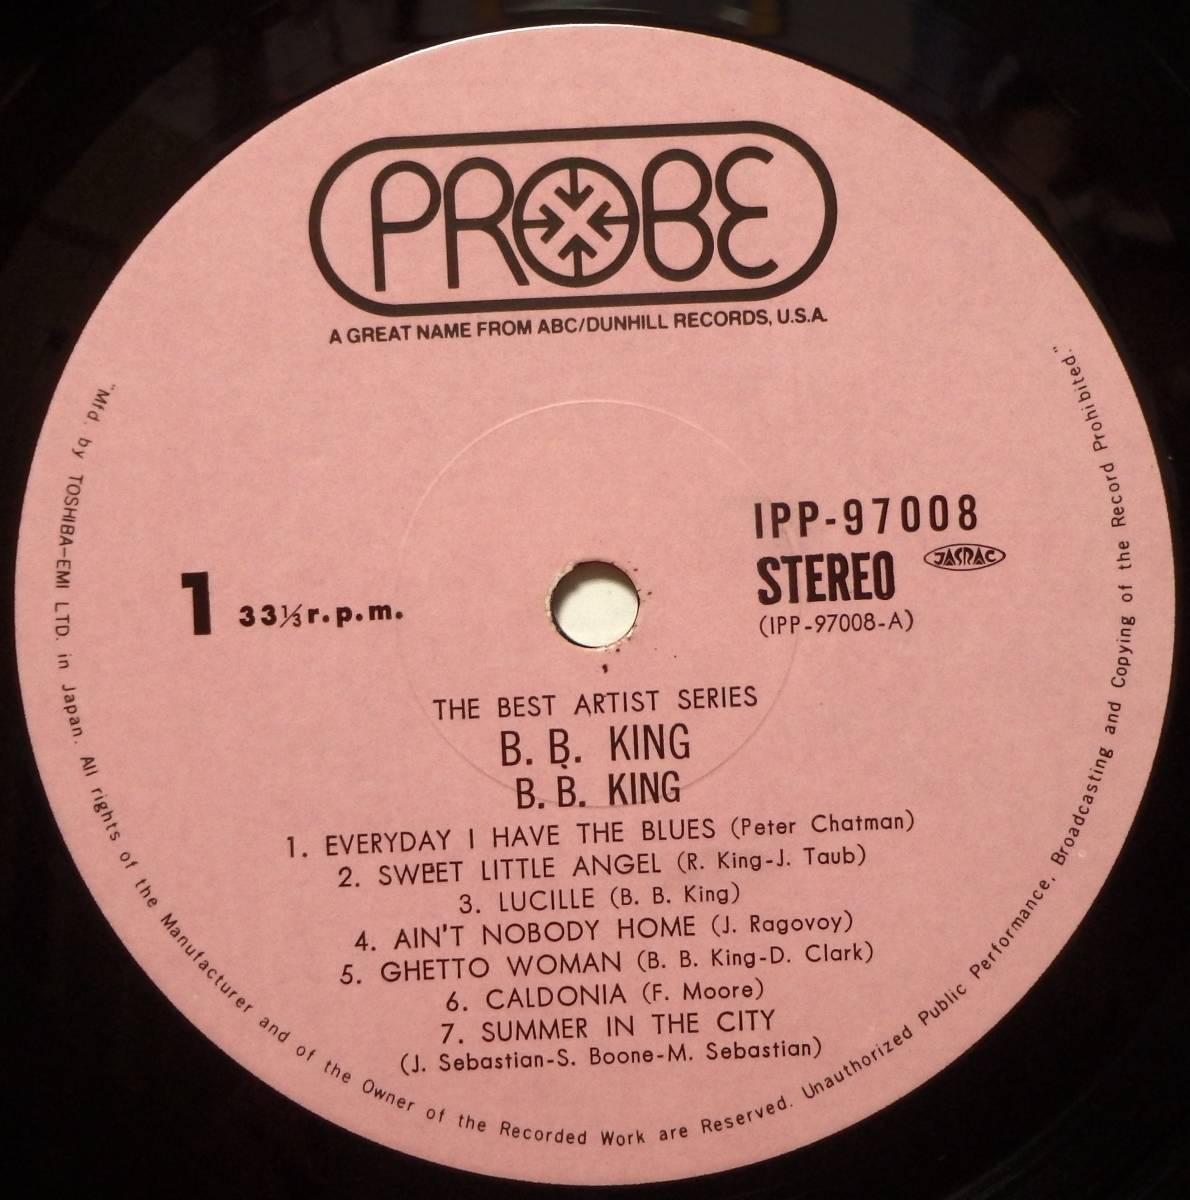 PROBE
A GREAT NAME FROM ABC/DUNHILL RECORDS, U.S.A.
IPP-97008
STEREO JASRAC
(IPP-97008-A)
1 33⅓ r.p.m.
THE BEST ARTIST SERIES
B. B. KING
B. B. KING
1. EVERYDAY I HAVE THE BLUES (Peter Chatman)
2. SWEET LITTLE ANGEL (R. King-J. Taub)
3. LUCILLE (B. B. King)
4. AIN'T NOBODY HOME (J. Ragovoy)
5. GHETTO WOMAN (B. B. King-D. Clark)
6. CALDONIA (F. Moore)
7. SUMMER IN THE CITY
(J. Sebastian-S. Boone-M. Sebastian)
"Mfd. by TOSHIBA-EMI LTD. in Japan. All rights of the Manufacturer and of the Owner of the Recorded Work are Reserved. Unauthorized Public Performance, Broadcasting and Copying of the Record Prohibited."